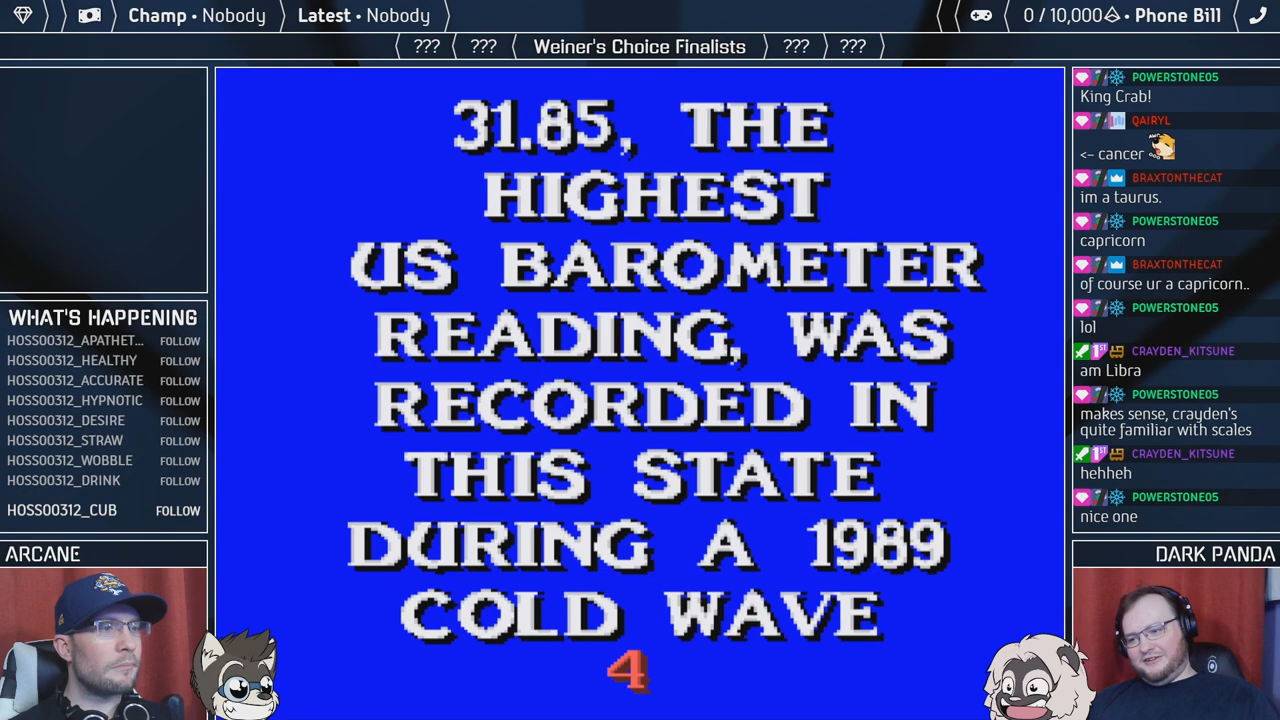 Champ • Nobody
Latest • Nobody
0 / 10,000 • Phone Bill
???
???
Weiner's Choice Finalists
???
???
31.85, THE
HIGHEST
US BAROMETER
READING, WAS
RECORDED IN
THIS STATE
DURING A 1989
COLD WAVE
4
WHAT'S HAPPENING
HOSS00312_APATHET... FOLLOW
HOSS00312_HEALTHY FOLLOW
HOSS00312_ACCURATE FOLLOW
HOSS00312_HYPNOTIC FOLLOW
HOSS00312_DESIRE FOLLOW
HOSS00312_STRAW FOLLOW
HOSS00312_WOBBLE FOLLOW
HOSS00312_DRINK FOLLOW
HOSS00312_CUB FOLLOW
ARCANE
POWERSTONE05
King Crab!
QAIRYL
<- cancer
BRAXTONTHECAT
im a taurus.
POWERSTONE05
capricorn
BRAXTONTHECAT
of course ur a capricorn..
POWERSTONE05
lol
1ST CRAYDEN_KITSUNE
am Libra
POWERSTONE05
makes sense, crayden's
quite familiar with scales
1ST CRAYDEN_KITSUNE
hehheh
POWERSTONE05
nice one
DARK PANDA